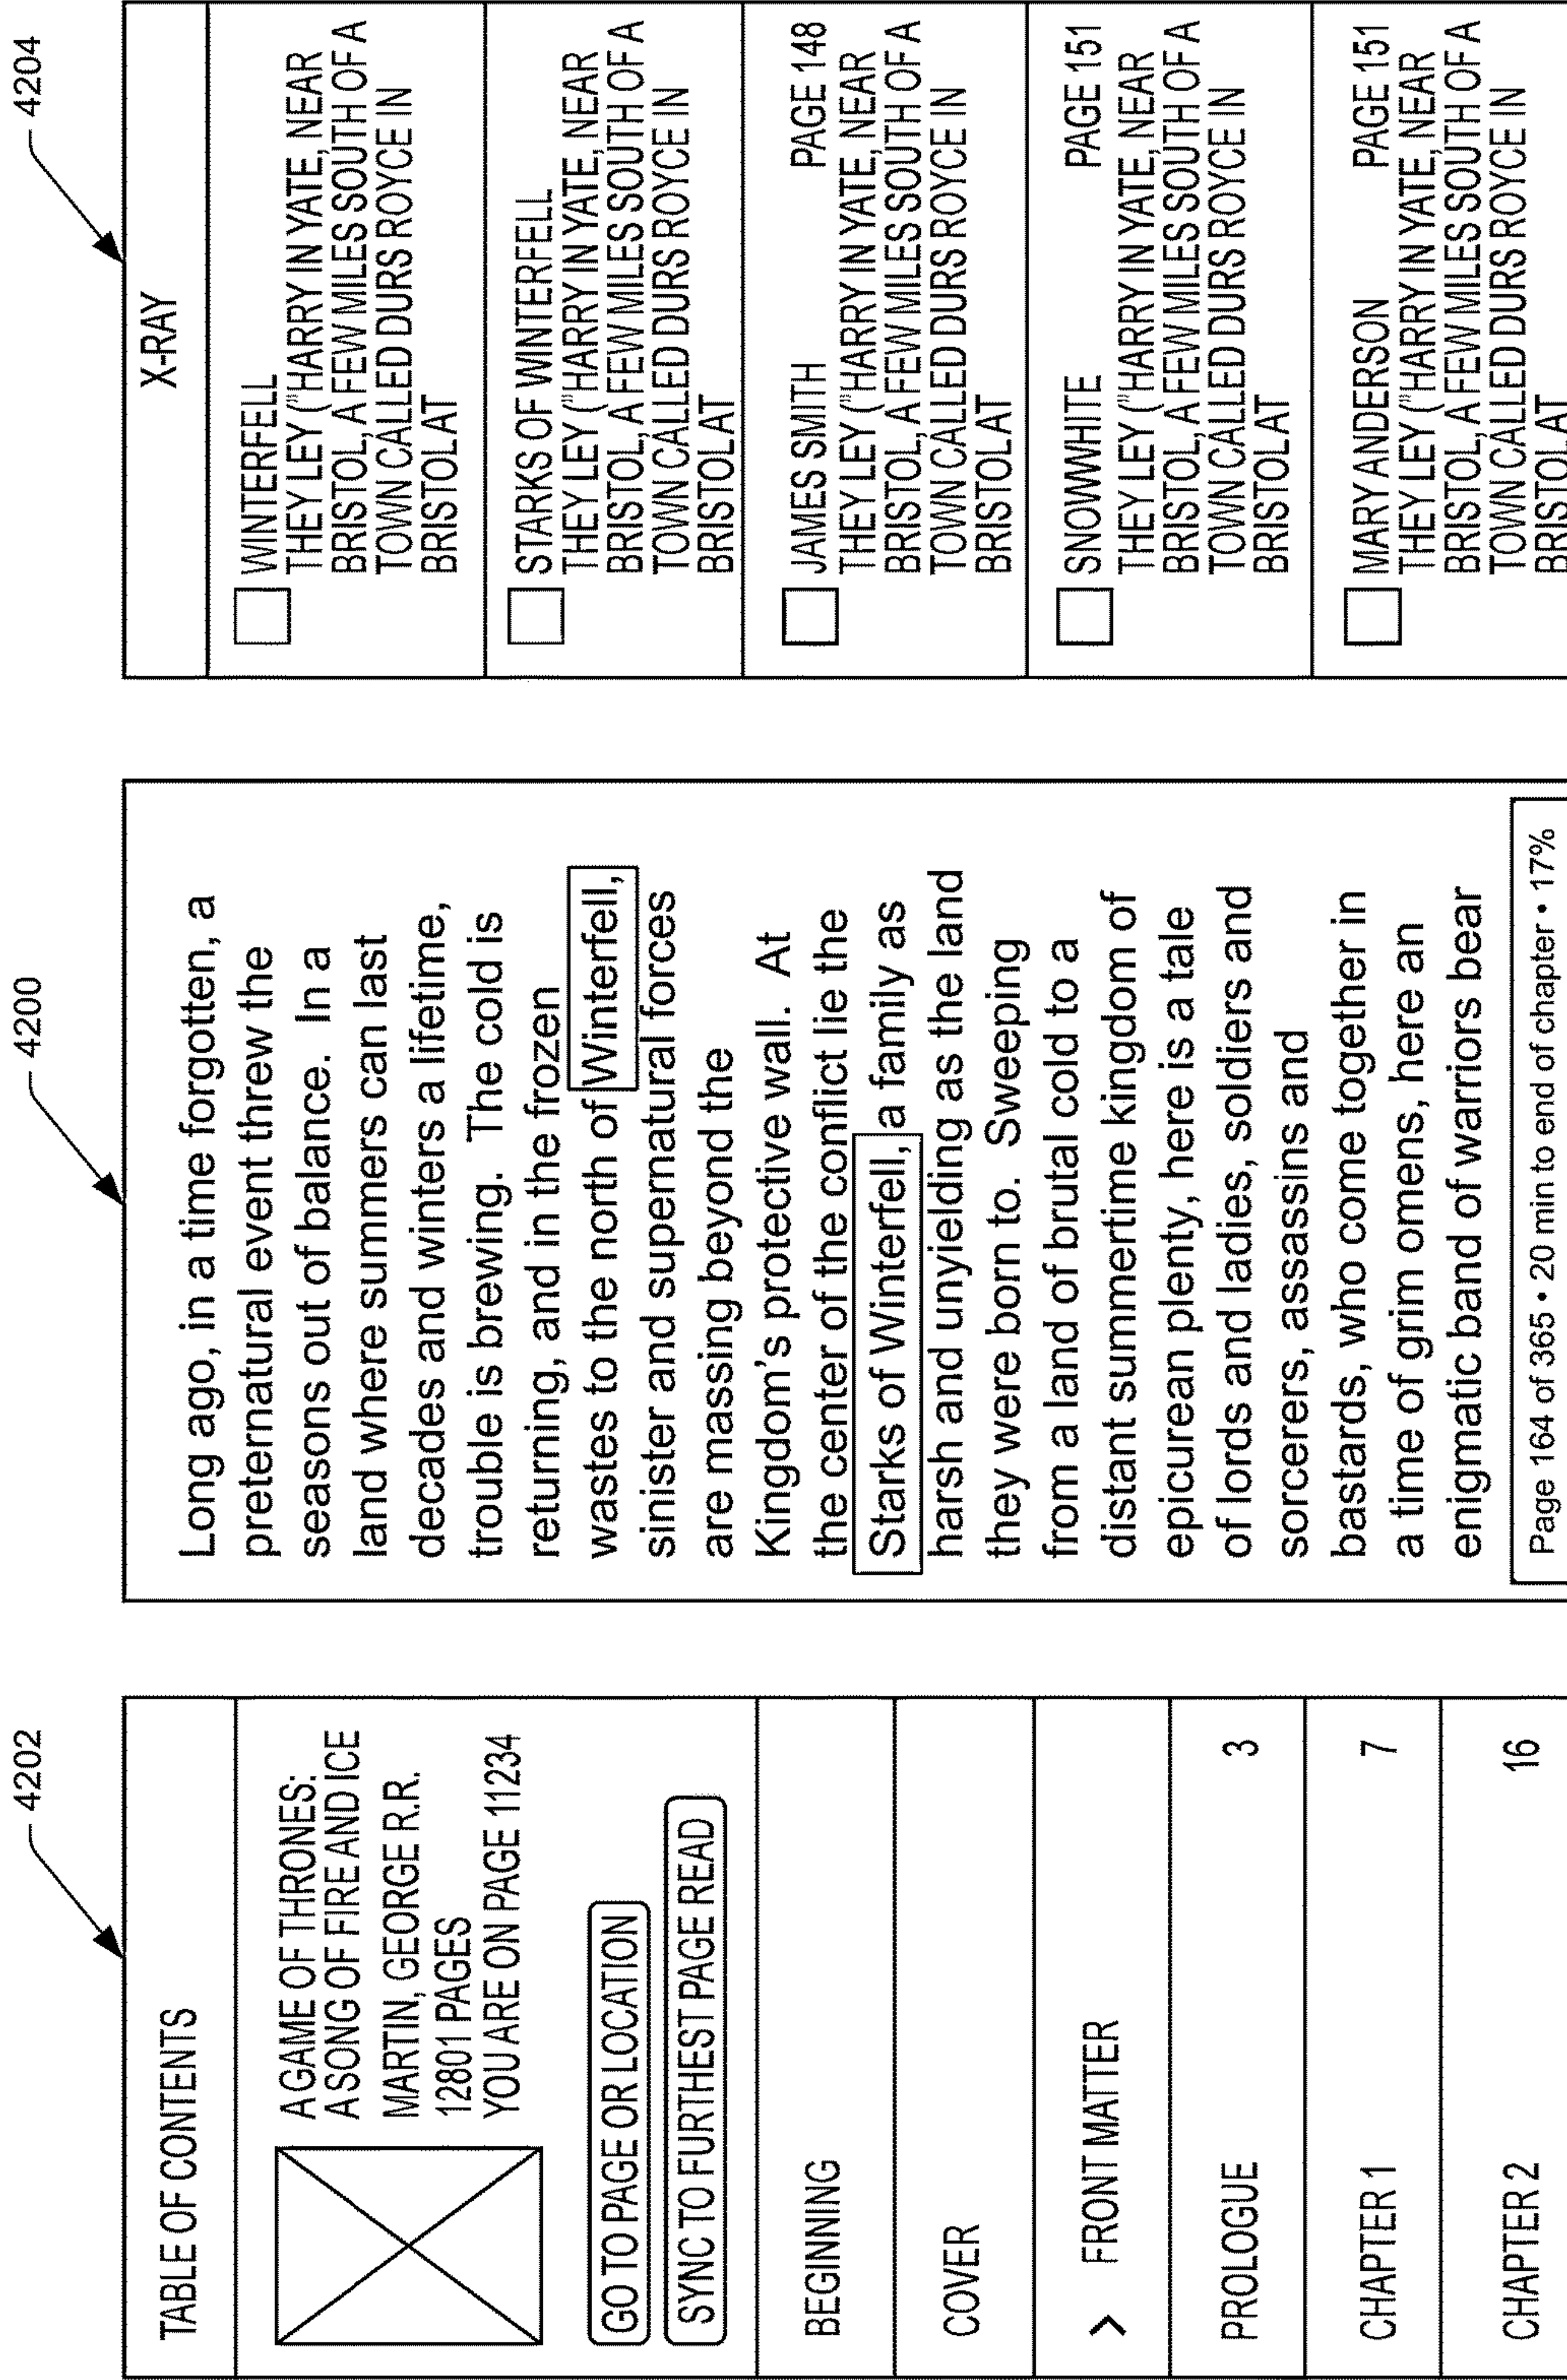 4202
TABLE OF CONTENTS
A GAME OF THRONES:
A SONG OF FIRE AND ICE
MARTIN, GEORGE R.R.
12801 PAGES
YOU ARE ON PAGE 11234
GO TO PAGE OR LOCATION
SYNC TO FURTHEST PAGE READ
BEGINNING
COVER
> FRONT MATTER
PROLOGUE 3
CHAPTER 1 7
CHAPTER 2 16
4200
Long ago, in a time forgotten, a
preternatural event threw the
seasons out of balance. In a
land where summers can last
decades and winters a lifetime,
trouble is brewing. The cold is
returning, and in the frozen
wastes to the north of Winterfell,
sinister and supernatural forces
are massing beyond the
Kingdom's protective wall. At
the center of the conflict lie the
Starks of Winterfell, a family as
harsh and unyielding as the land
they were born to. Sweeping
from a land of brutal cold to a
distant summertime kingdom of
epicurean plenty, here is a tale
of lords and ladies, soldiers and
sorcerers, assassins and
bastards, who come together in
a time of grim omens, here an
enigmatic band of warriors bear
Page 164 of 365 • 20 min to end of chapter • 17%
4204
X-RAY
WINTERFELL
THEY LEY ("HARRY IN YATE, NEAR
BRISTOL, A FEW MILES SOUTH OF A
TOWN CALLED DURS ROYCE IN
BRISTOL AT
STARKS OF WINTERFELL
THEY LEY ("HARRY IN YATE, NEAR
BRISTOL, A FEW MILES SOUTH OF A
TOWN CALLED DURS ROYCE IN
BRISTOL AT
JAMES SMITH PAGE 148
THEY LEY ("HARRY IN YATE, NEAR
BRISTOL, A FEW MILES SOUTH OF A
TOWN CALLED DURS ROYCE IN
BRISTOL AT
SNOWWHITE PAGE 151
THEY LEY ("HARRY IN YATE, NEAR
BRISTOL, A FEW MILES SOUTH OF A
TOWN CALLED DURS ROYCE IN
BRISTOL AT
MARY ANDERSON PAGE 151
THEY LEY ("HARRY IN YATE, NEAR
BRISTOL, A FEW MILES SOUTH OF A
TOWN CALLED DURS ROYCE IN
BRISTOL AT